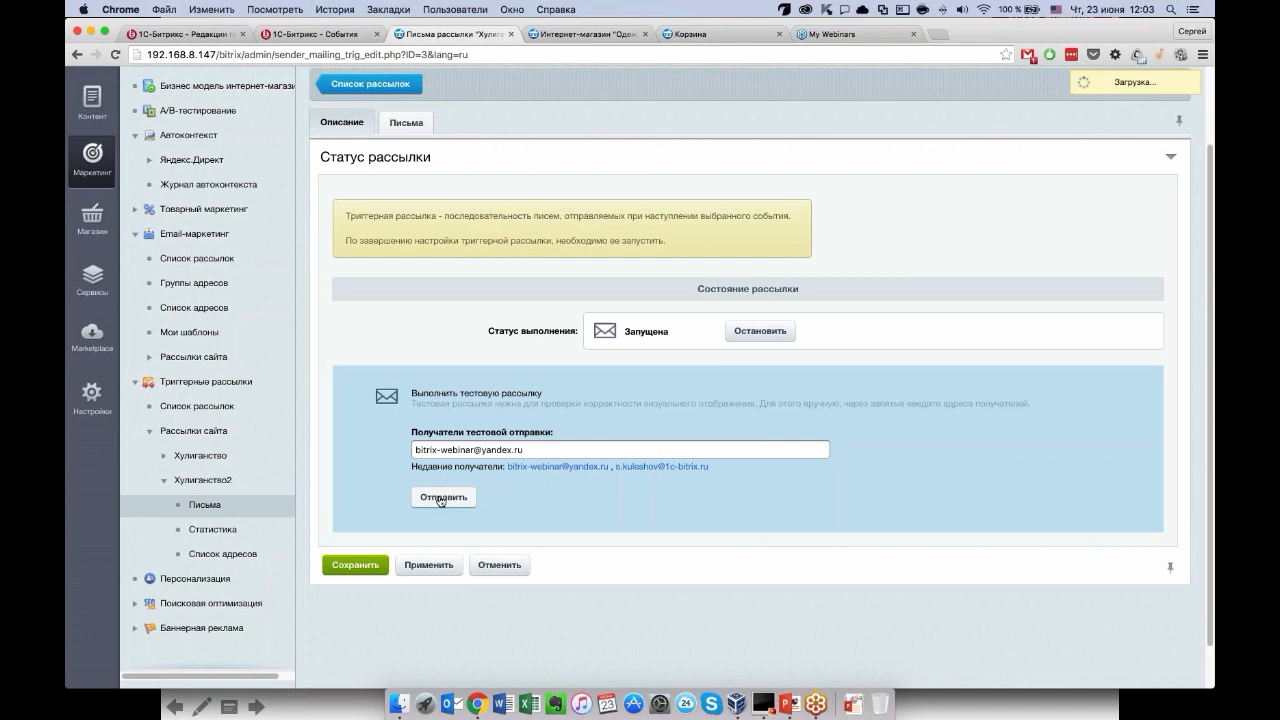 Chrome Файл Изменить Посмотреть История Закладки Пользователи Окно Справка 100 % Чт, 23 июня 12:03
1С-Битрикс - Редакции 1С-Битрикс - События Письма рассылки "Хулиг Интернет-магазин "Одеж Корзина My Webinars Сергей
192.168.8.147/bitrix/admin/sender_mailing_trig_edit.php?ID=3&lang=ru
Контент
Маркетинг
Магазин
Сервисы
Marketplace
Настройки
Бизнес модель интернет-магази
A/B-тестирование
Автоконтекст
Яндекс.Директ
Журнал автоконтекста
Товарный маркетинг
Email-маркетинг
Список рассылок
Группы адресов
Список адресов
Мои шаблоны
Рассылки сайта
Триггерные рассылки
Список рассылок
Рассылки сайта
Хулиганство
Хулиганство2
Письма
Статистика
Список адресов
Персонализация
Поисковая оптимизация
Баннерная реклама
Список рассылок
Загрузка...
Описание Письма
Статус рассылки
Триггерная рассылка - последовательность писем, отправляемых при наступлении выбранного события.
По завершению настройки триггерной рассылки, необходимо ее запустить.
Состояние рассылки
Статус выполнения: Запущена Остановить
Выполнить тестовую рассылку
Тестовая рассылка нужна для проверки корректности визуального отображения. Для этого вручную, через запятые введите адреса получателей.
Получатели тестовой отправки:
bitrix-webinar@yandex.ru
Недавние получатели: bitrix-webinar@yandex.ru , s.kuleshov@1c-bitrix.ru
Отправить
Сохранить Применить Отменить
23 24